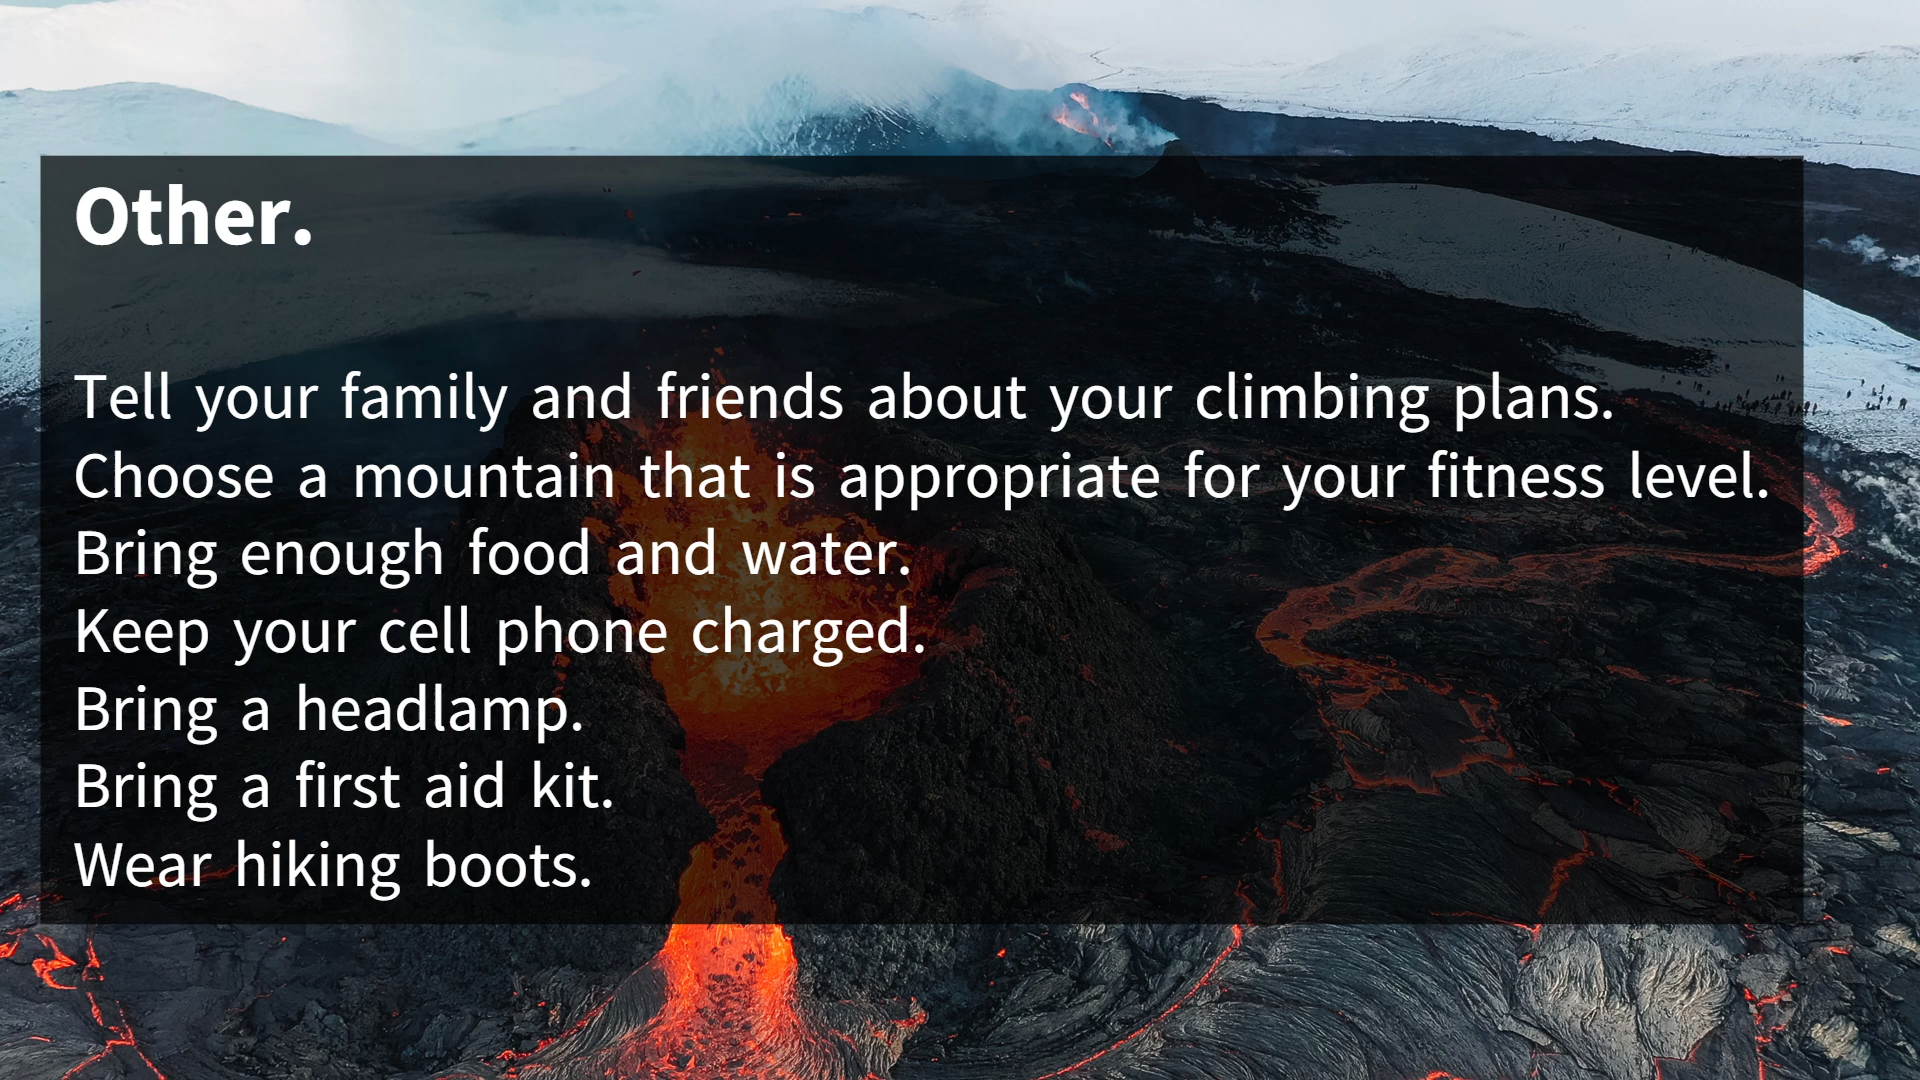 Other.
Tell your family and friends about your climbing plans.
Choose a mountain that is appropriate for your fitness level.
Bring enough food and water.
Keep your cell phone charged.
Bring a headlamp.
Bring a first aid kit.
Wear hiking boots.